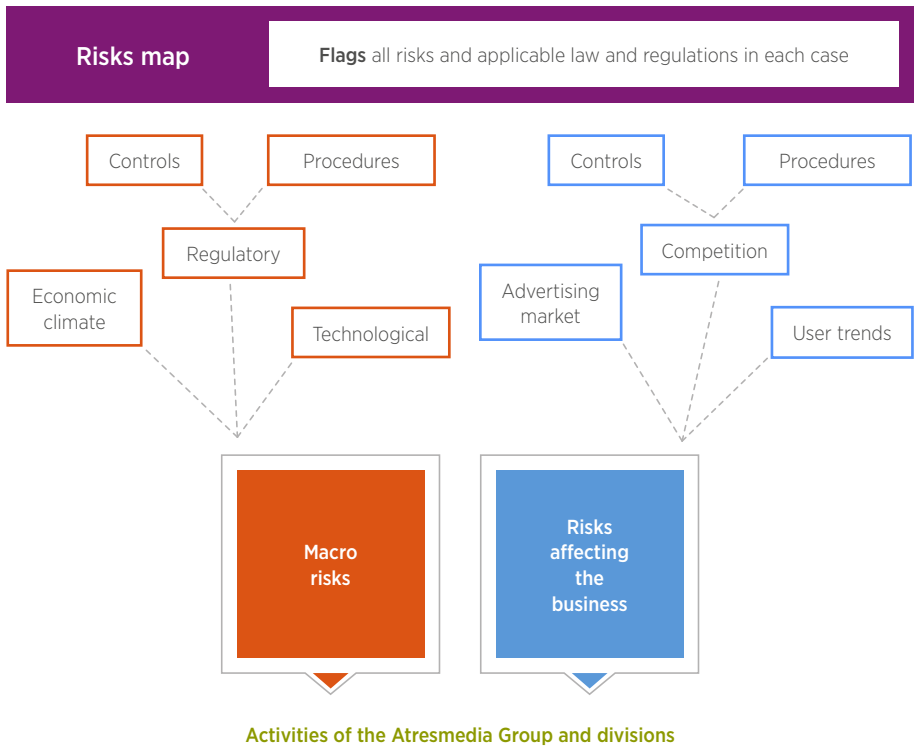 Risks map
Flags all risks and applicable law and regulations in each case
Controls
Procedures
Controls
Procedures
Regulatory
Competition
Economic
climate
Advertising
market
Technological
User trends
Macro
risks
Risks
affecting
the
business
Activities of the Atresmedia Group and divisions